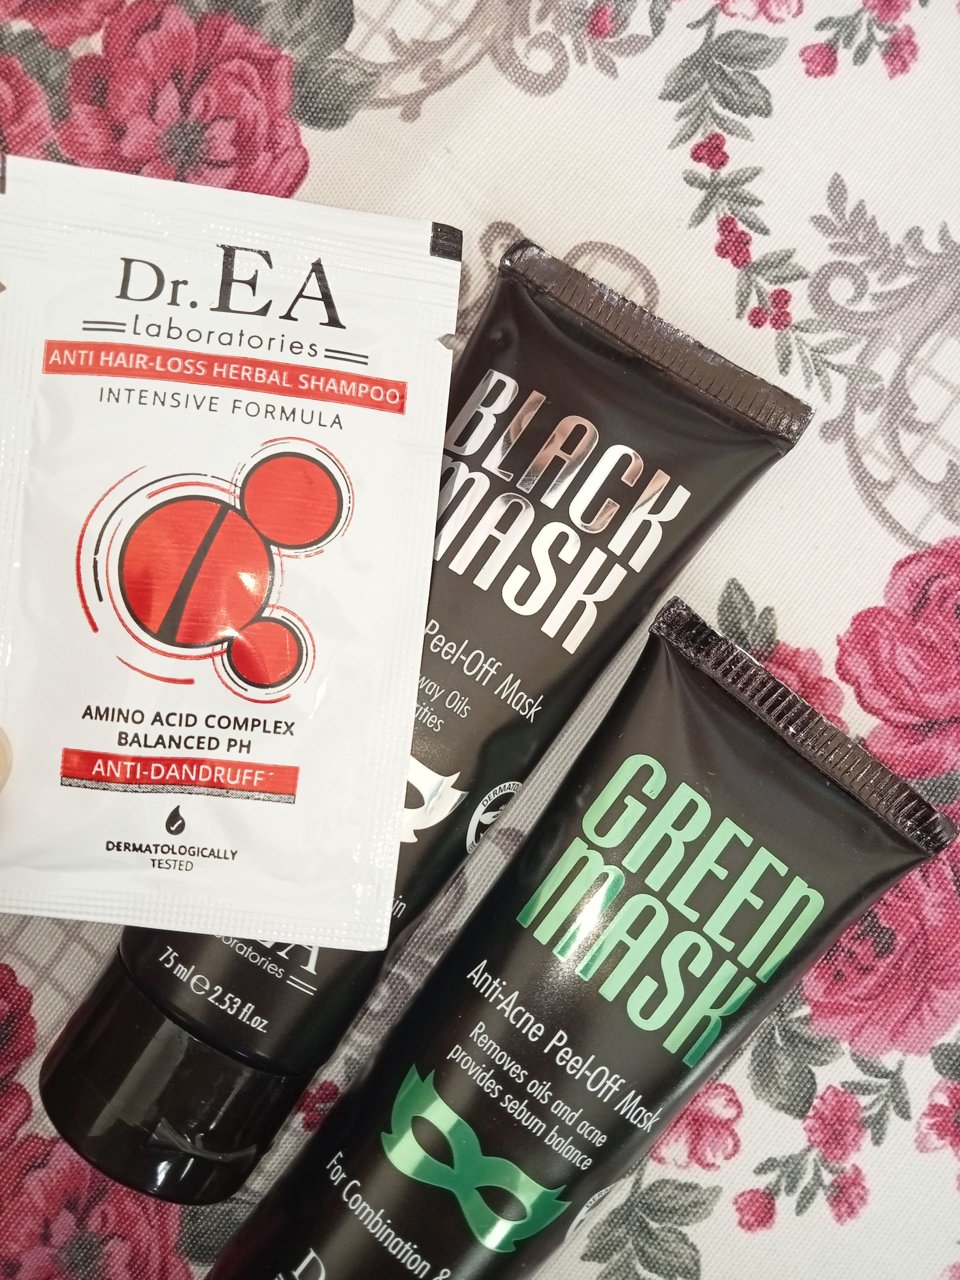 Dr. EA
Laboratories
ANTI HAIR-LOSS HERBAL SHAMPOO
INTENSIVE FORMULA
AMINO ACID COMPLEX
BALANCED PH
ANTI-DANDRUFF
DERMATOLOGICALLY
TESTED
BLACK
MASK
Peel-Off Mask
Oils
EA
75 ml e 2.53 fl.oz.
GREEN
MASK
Anti-Acne Peel-Off Mask
Removes oils and acne
provides sebum balance
For Combination &